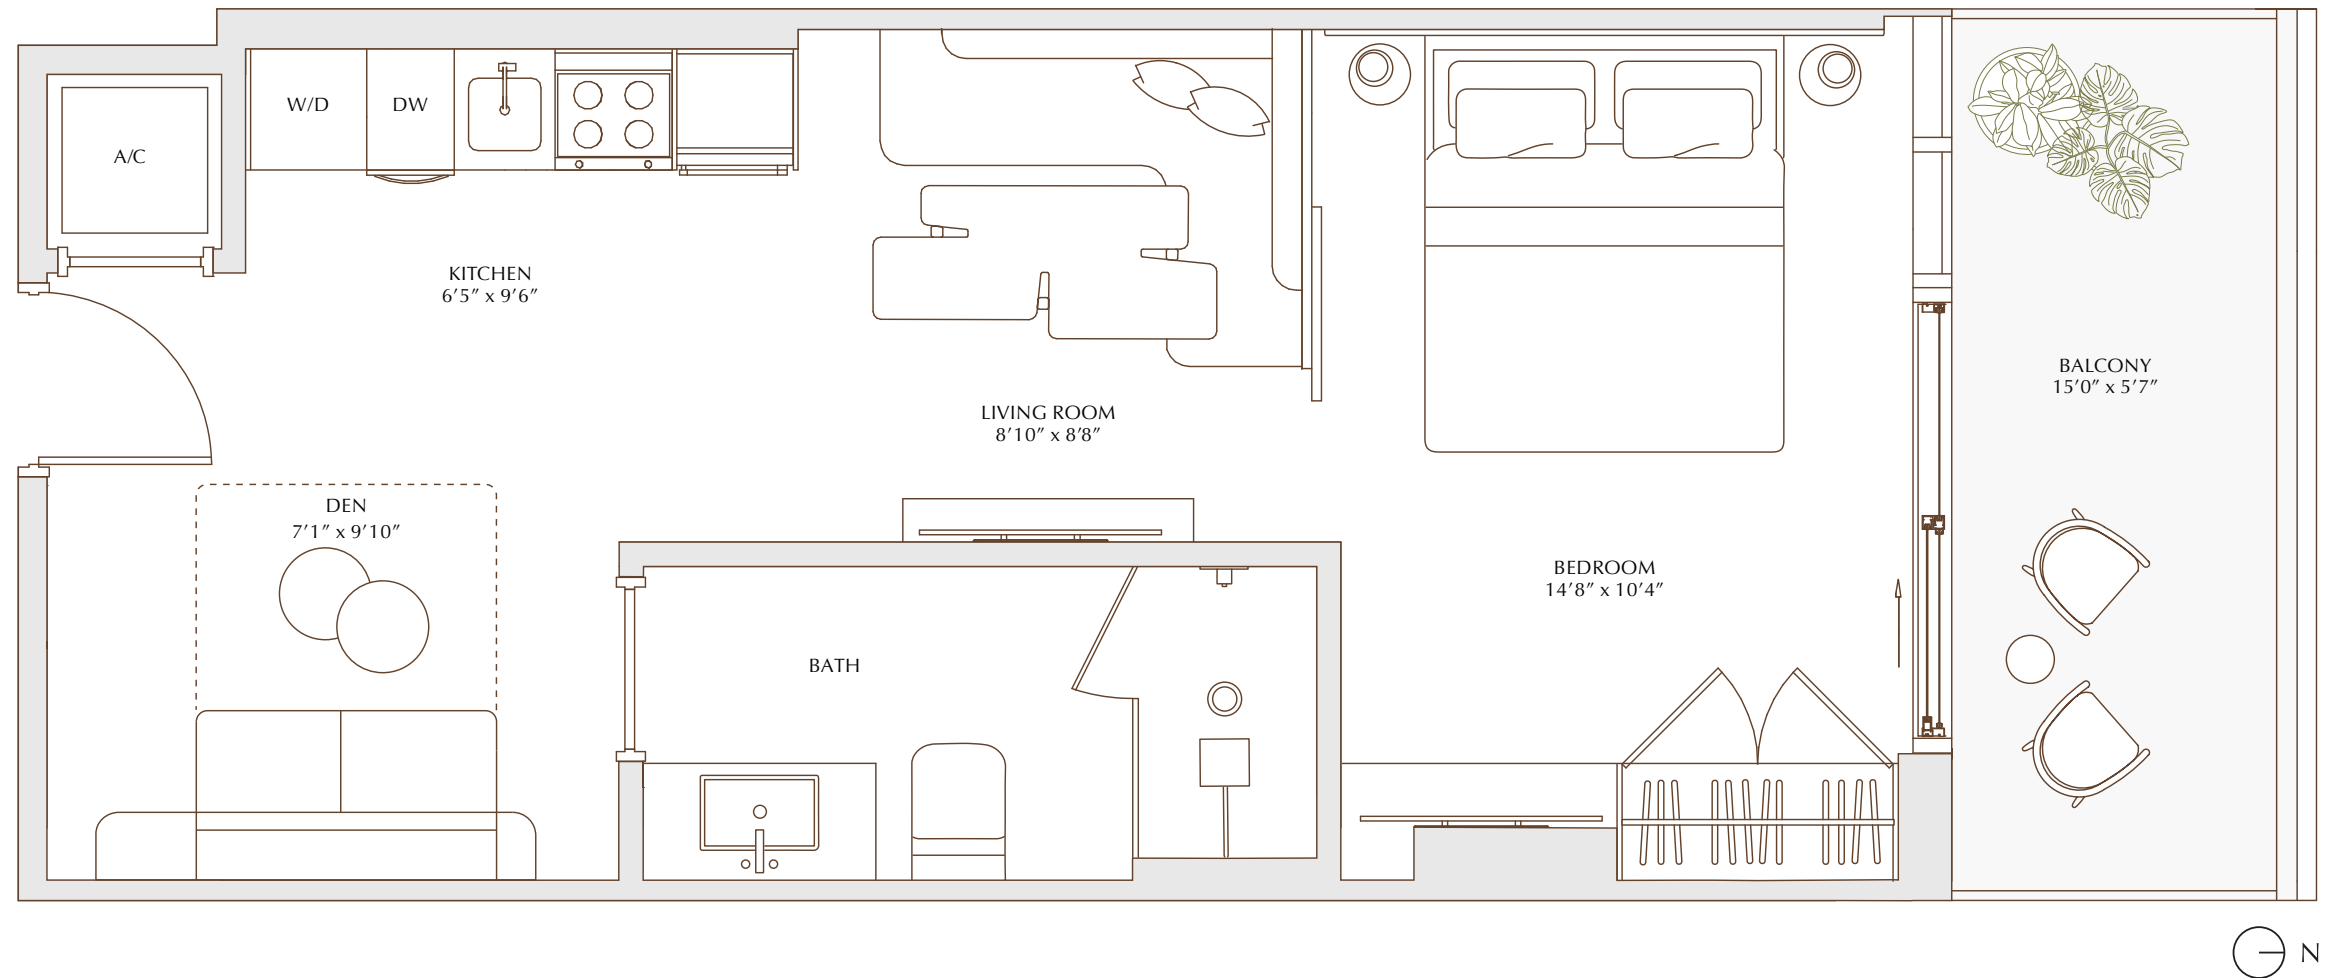 W/D
DW
A/C
KITCHEN
6’5” x 9’6”
BALCONY
15’0” x 5’7”
LIVING ROOM
8’10” x 8’8”
DEN
7’1” x 9’10”
BEDROOM
14’8” x 10’4”
BATH
N